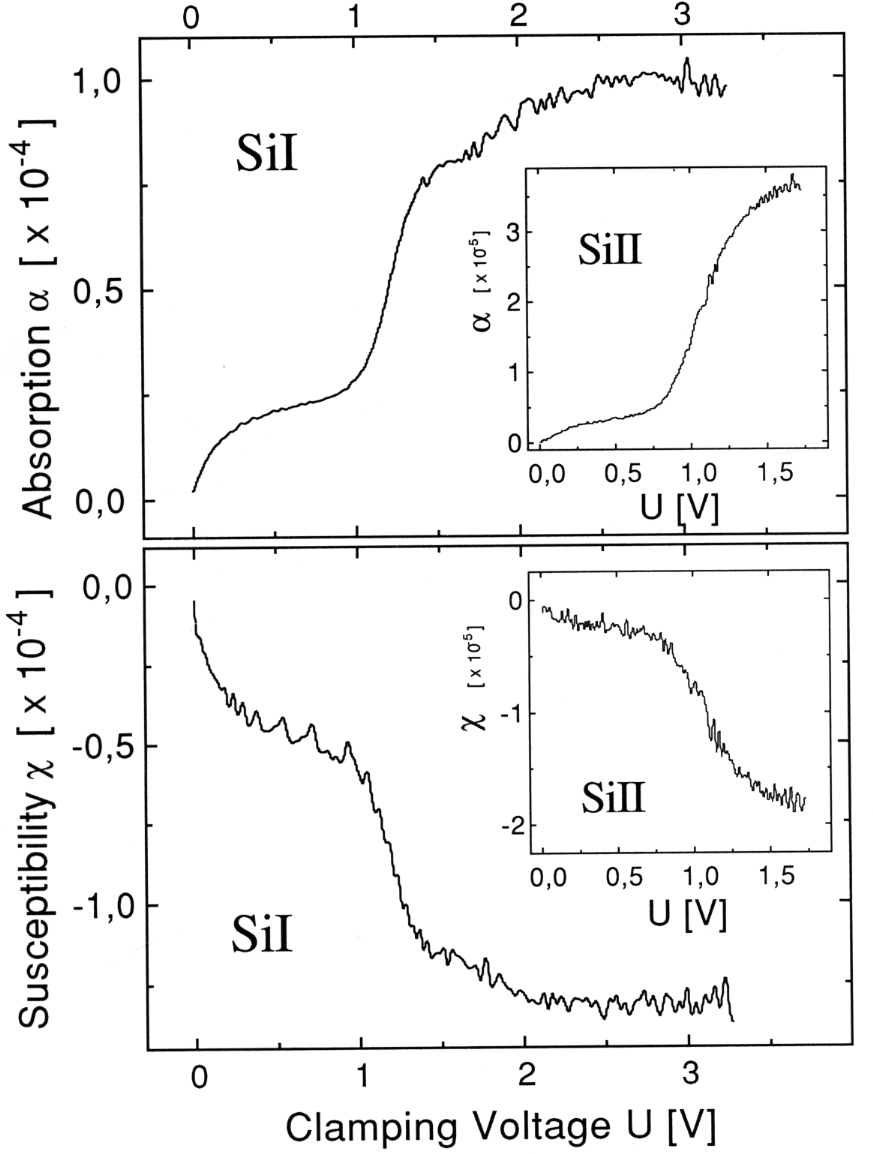 0 1 2 3
Absorption α [ x 10⁻⁴ ]
1,0
0,5
0,0
SiI
SiII
α [ x 10⁻⁵ ]
3
2
1
0
0,0 0,5 1,0 1,5
U [V]
Susceptibility χ [ x 10⁻⁴ ]
0,0
-0,5
-1,0
SiI
χ [ x 10⁻⁵ ]
0
-1
-2
SiII
0,0 0,5 1,0 1,5
U [V]
0 1 2 3
Clamping Voltage U [V]